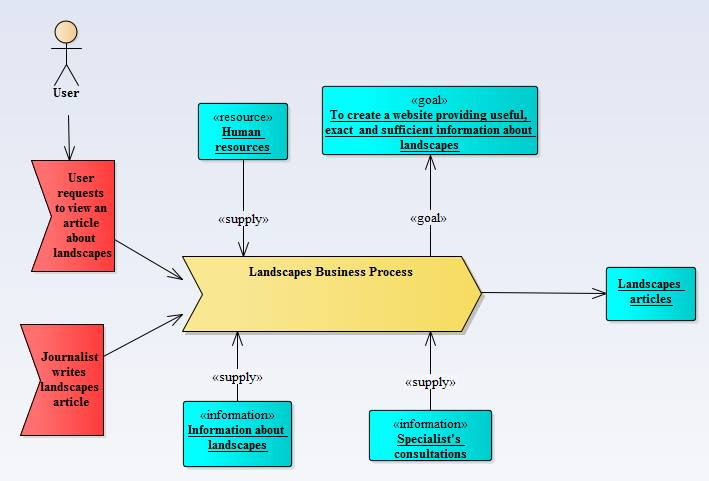 User
«resource»
Human
resources
«goal»
To create a website providing useful,
exact and sufficient information about
landscapes
User
requests
to view an
article
about
landscapes
«supply»
«goal»
Landscapes Business Process
Landscapes
articles
Journalist
writes
landscapes
article
«supply»
«supply»
«information»
Information about
landscapes
«information»
Specialist's
consultations